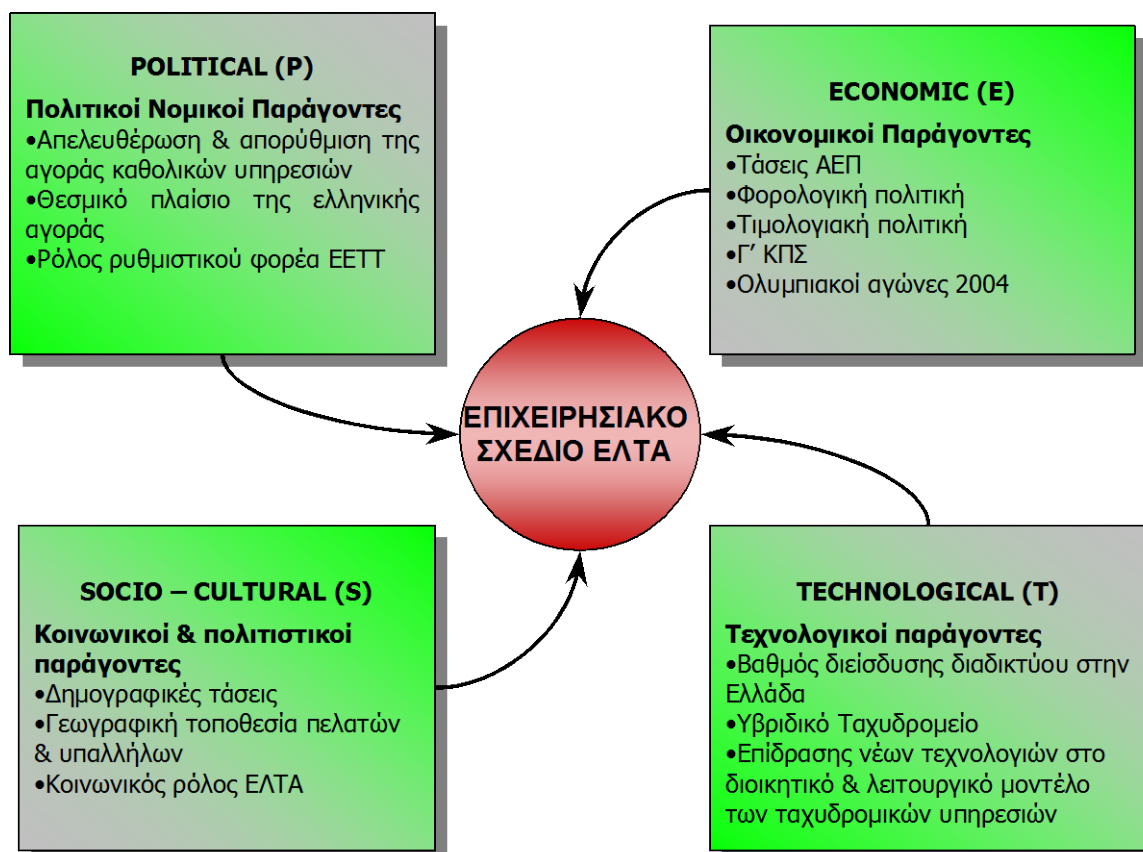 POLITICAL (P)
Πολιτικοί Νομικοί Παράγοντες
•Απελευθέρωση & απορύθμιση της
αγοράς καθολικών υπηρεσιών
•Θεσμικό πλαίσιο της ελληνικής
αγοράς
•Ρόλος ρυθμιστικού φορέα ΕΕΤΤ
ECONOMIC (E)
Οικονομικοί Παράγοντες
•Τάσεις ΑΕΠ
•Φορολογική πολιτική
•Τιμολογιακή πολιτική
•Γ’ ΚΠΣ
•Ολυμπιακοί αγώνες 2004
ΕΠΙΧΕΙΡΗΣΙΑΚΟ
ΣΧΕΔΙΟ ΕΛΤΑ
SOCIO – CULTURAL (S)
Κοινωνικοί & πολιτιστικοί
παράγοντες
•Δημογραφικές τάσεις
•Γεωγραφική τοποθεσία πελατών
& υπαλλήλων
•Κοινωνικός ρόλος ΕΛΤΑ
TECHNOLOGICAL (T)
Τεχνολογικοί παράγοντες
•Βαθμός διείσδυσης διαδικτύου στην
Ελλάδα
•Υβριδικό Ταχυδρομείο
•Επίδρασης νέων τεχνολογιών στο
διοικητικό & λειτουργικό μοντέλο
των ταχυδρομικών υπηρεσιών